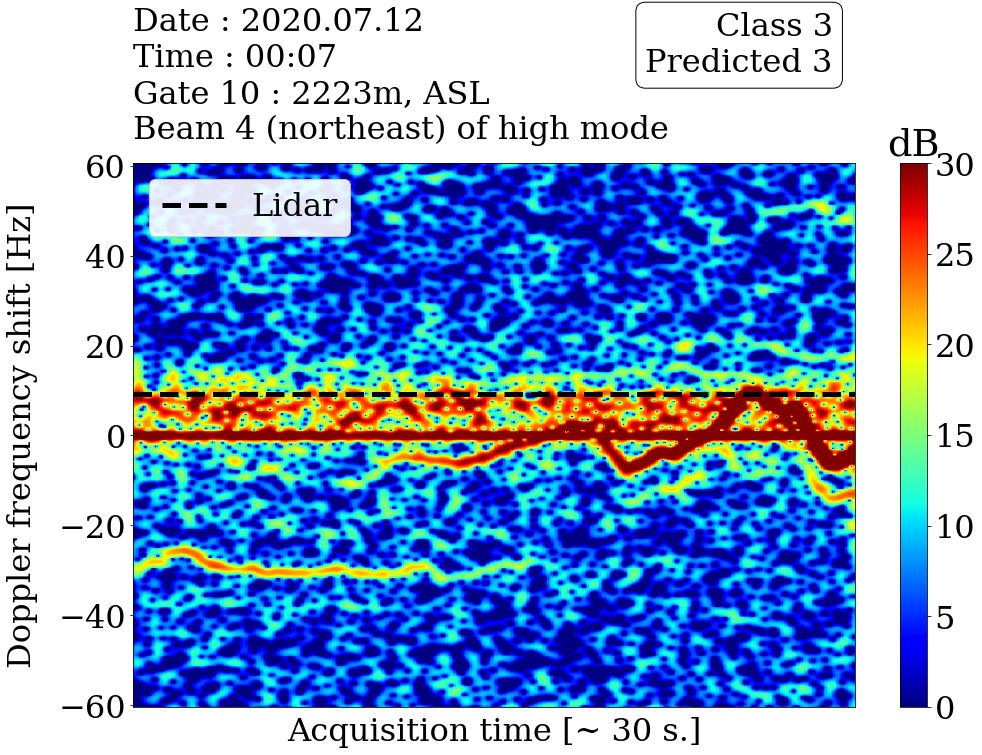 Date : 2020.07.12
Time : 00:07
Gate 10 : 2223m, ASL
Beam 4 (northeast) of high mode
Class 3
Predicted 3
dB
Lidar
Doppler frequency shift [Hz]
60
40
20
0
−20
−40
−60
Acquisition time [~ 30 s.]
30
25
20
15
10
5
0